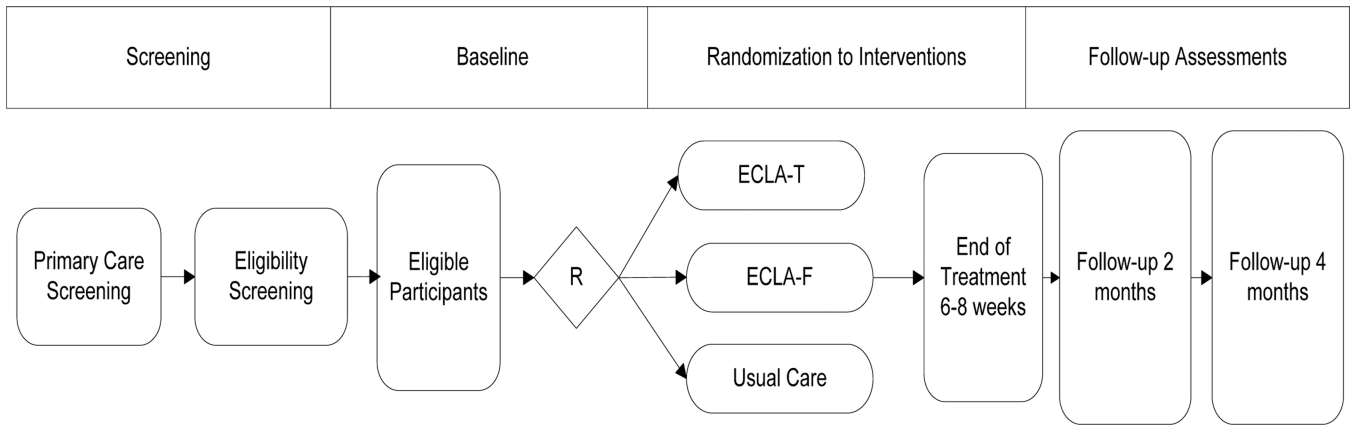 Screening
Baseline
Randomization to Interventions
Follow-up Assessments
Primary Care
Screening
Eligibility
Screening
Eligible
Participants
R
ECLA-T
ECLA-F
Usual Care
End of
Treatment
6-8 weeks
Follow-up 2
months
Follow-up 4
months